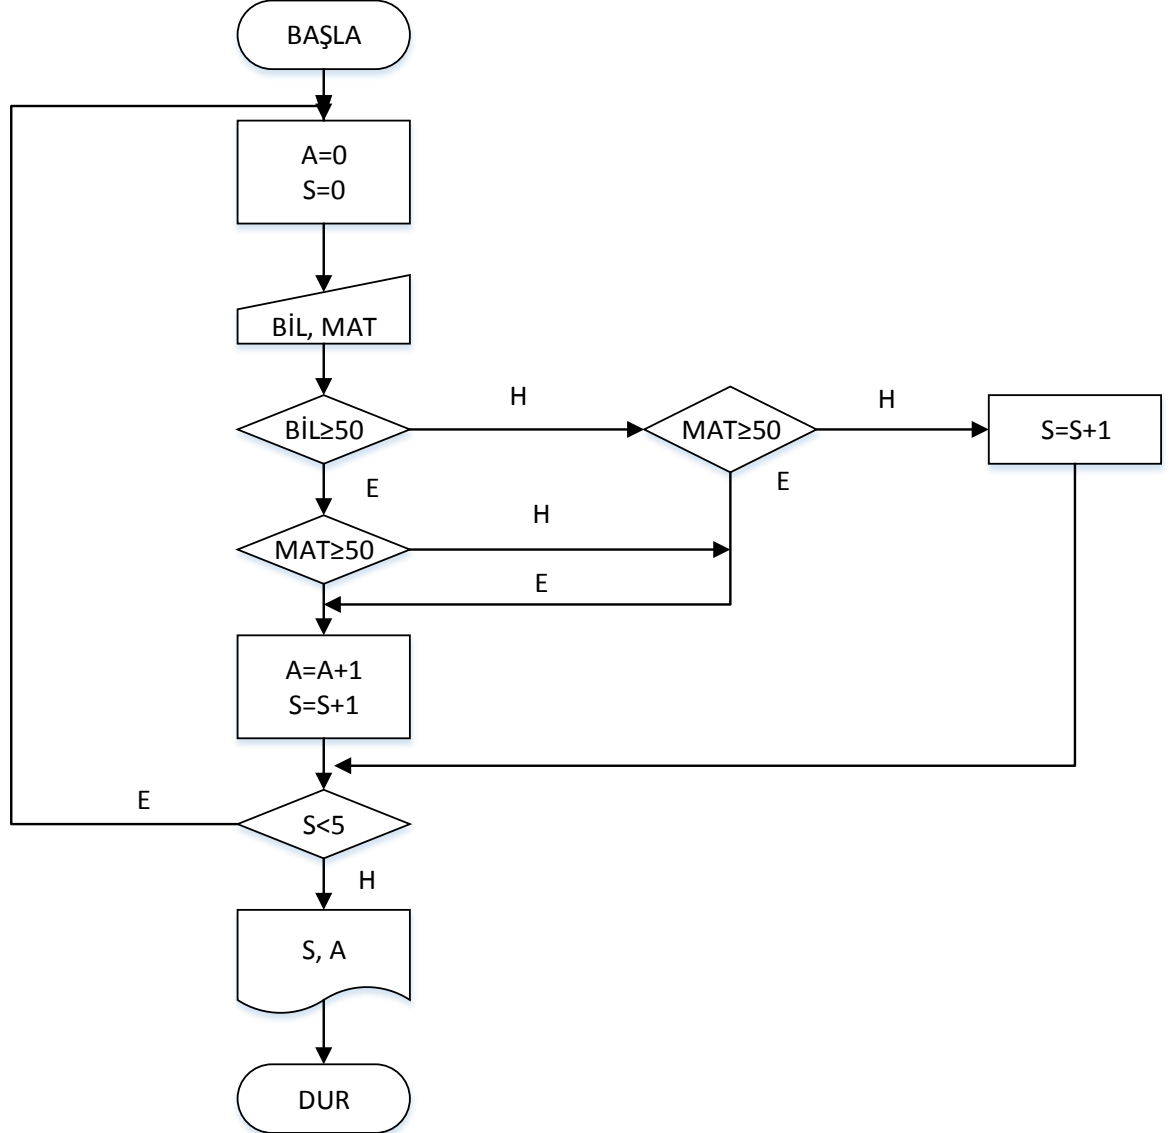 BAŞLA
A=0
S=0
BİL, MAT
BİL≥50
H
MAT≥50
H
S=S+1
E
E
MAT≥50
H
E
A=A+1
S=S+1
E
S<5
H
S, A
DUR